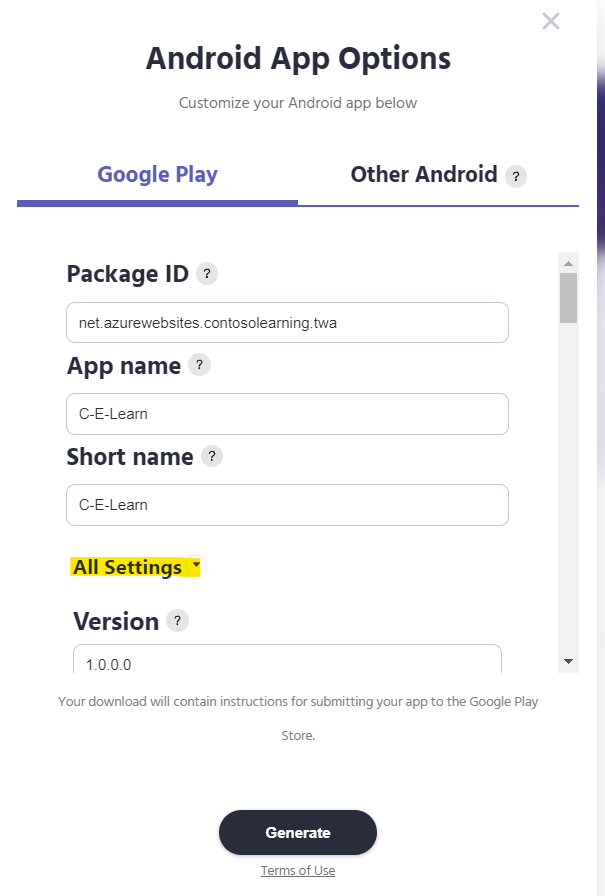 Android App Options
Customize your Android app below
Google Play
Other Android ?
Package ID ?
net.azurewebsites.contosolearning.twa
App name ?
C-E-Learn
Short name ?
C-E-Learn
All Settings
Version ?
1.0.0.0
Your download will contain instructions for submitting your app to the Google Play
Store.
Generate
Terms of Use